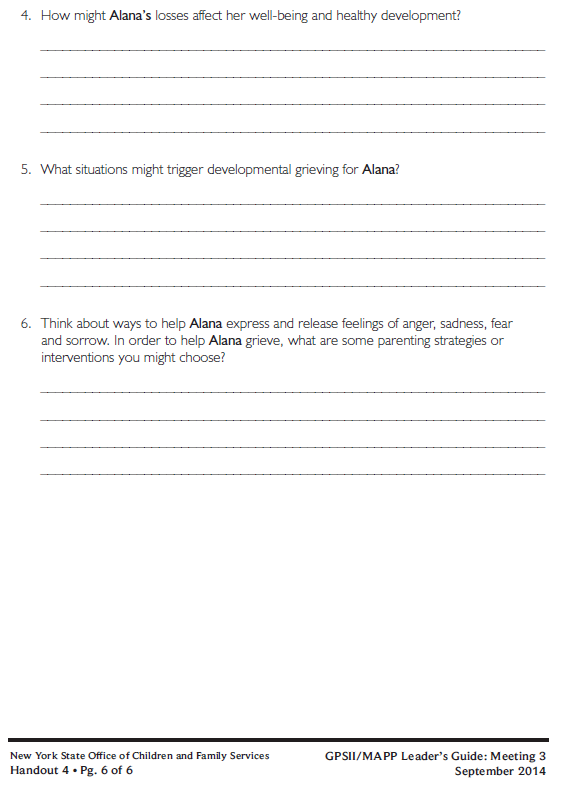 4. How might Alana's losses affect her well-being and healthy development?
5. What situations might trigger developmental grieving for Alana?
6. Think about ways to help Alana express and release feelings of anger, sadness, fear
and sorrow. In order to help Alana grieve, what are some parenting strategies or
interventions you might choose?
New York State Office of Children and Family Services
Handout 4 • Pg. 6 of 6
GPSII/MAPP Leader's Guide: Meeting 3
September 2014